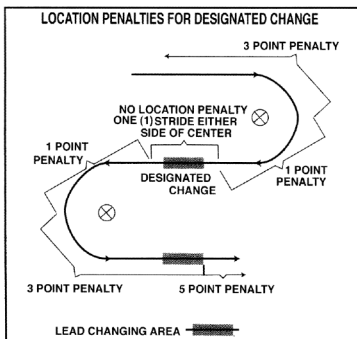 LOCATION PENALTIES FOR DESIGNATED CHANGE
3 POINT PENALTY
NO LOCATION PENALTY
ONE (1) STRIDE EITHER
SIDE OF CENTER
1 POINT
PENALTY
1 POINT
PENALTY
DESIGNATED
CHANGE
3 POINT PENALTY
5 POINT PENALTY
LEAD CHANGING AREA